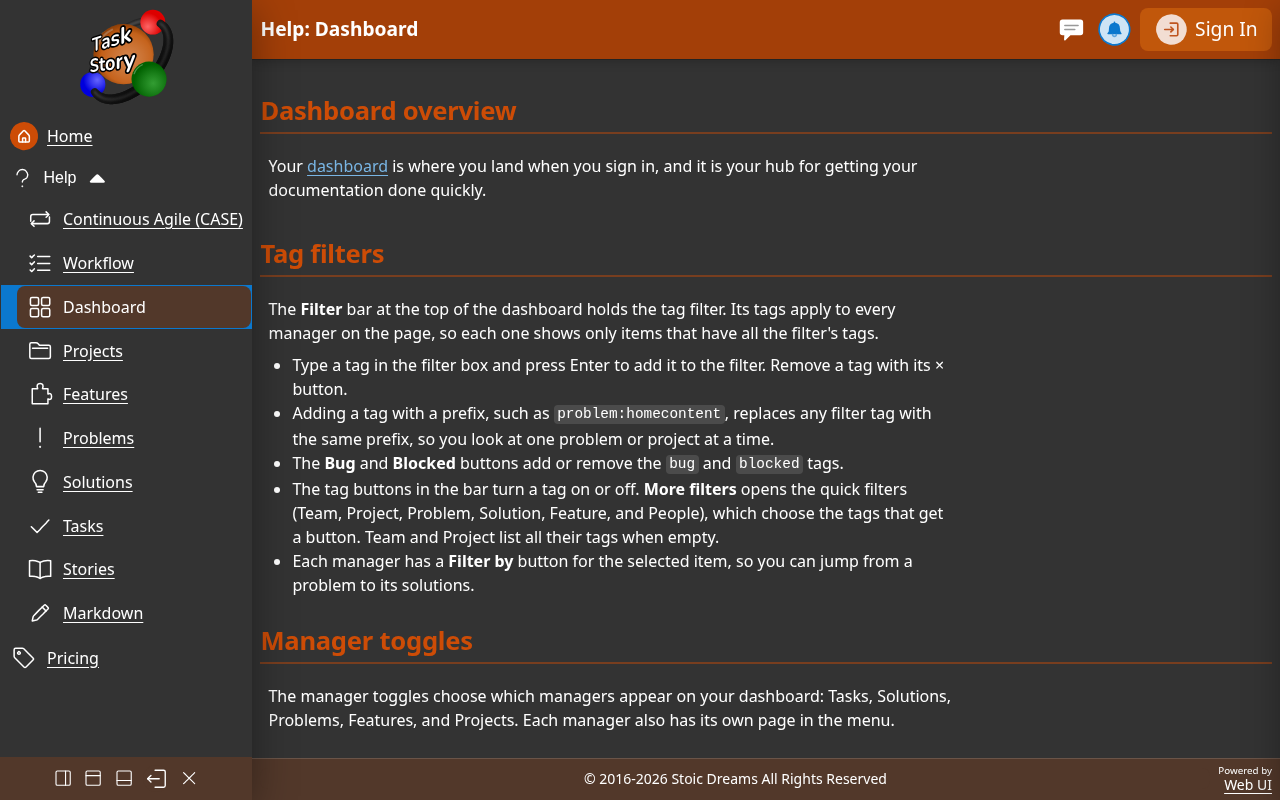 Task
Story
Home
Help
Continuous Agile (CASE)
Workflow
Dashboard
Projects
Features
Problems
Solutions
Tasks
Stories
Markdown
Pricing
Help: Dashboard
Sign In
Dashboard overview
Your dashboard is where you land when you sign in, and it is your hub for getting your
documentation done quickly.
Tag filters
The Filter bar at the top of the dashboard holds the tag filter. Its tags apply to every
manager on the page, so each one shows only items that have all the filter's tags.
• Type a tag in the filter box and press Enter to add it to the filter. Remove a tag with its ×
button.
• Adding a tag with a prefix, such as problem:homecontent, replaces any filter tag with
the same prefix, so you look at one problem or project at a time.
• The Bug and Blocked buttons add or remove the bug and blocked tags.
• The tag buttons in the bar turn a tag on or off. More filters opens the quick filters
(Team, Project, Problem, Solution, Feature, and People), which choose the tags that get
a button. Team and Project list all their tags when empty.
• Each manager has a Filter by button for the selected item, so you can jump from a
problem to its solutions.
Manager toggles
The manager toggles choose which managers appear on your dashboard: Tasks, Solutions,
Problems, Features, and Projects. Each manager also has its own page in the menu.
© 2016-2026 Stoic Dreams All Rights Reserved
Powered by
Web UI